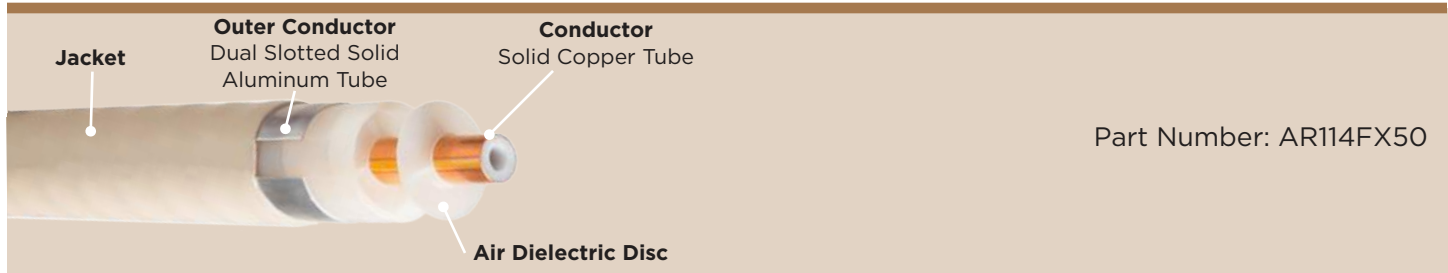 Jacket
Outer Conductor
Dual Slotted Solid
Aluminum Tube
Conductor
Solid Copper Tube
Part Number: AR114FX50
Air Dielectric Disc